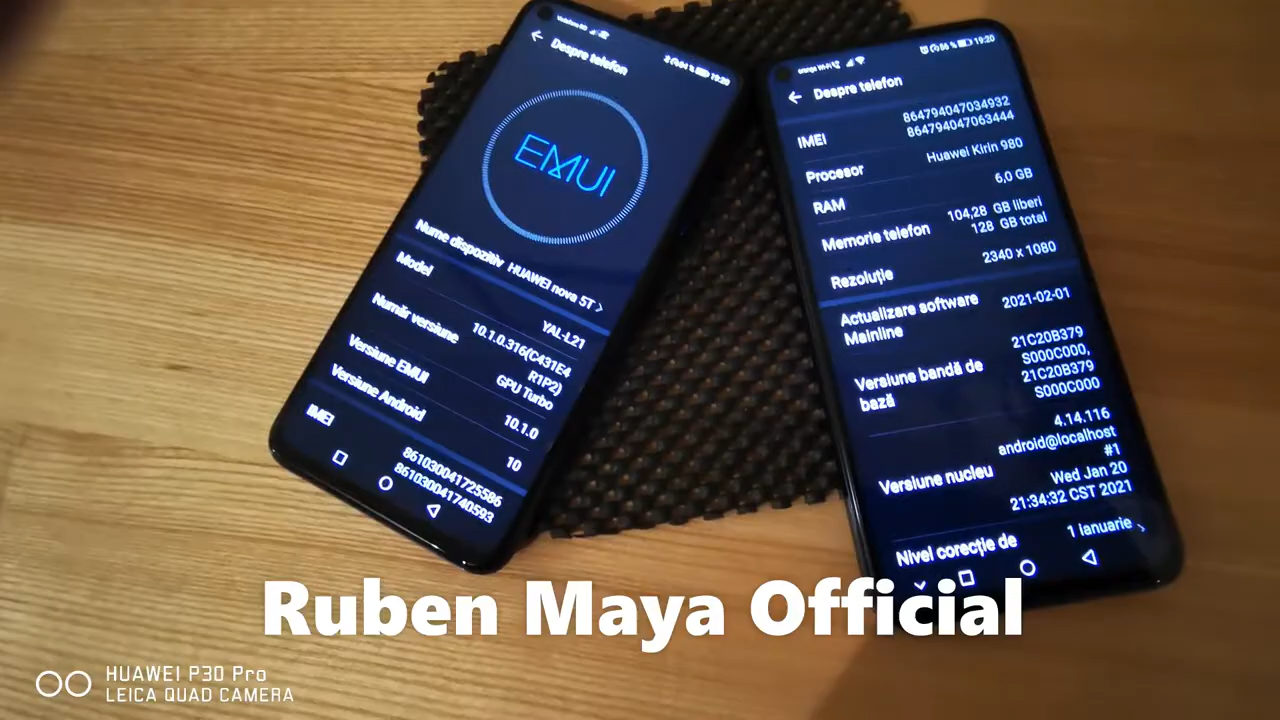 Despre telefon
19:20
EMUI
Nume dispozitiv HUAWEI nova 5T
Model YAL-L21
Număr versiune 10.1.0.316(C431E4
R1P2)
GPU Turbo
Versiune EMUI 10.1.0
Versiune Android 10
IMEI 861030041725586
861030041740593
19:20
Despre telefon
IMEI 864794047034932
864794047063444
Procesor Huawei Kirin 980
RAM 6,0 GB
Memorie telefon 104,28 GB liberi
128 GB total
Rezoluție 2340 x 1080
Actualizare software 2021-02-01
Mainline
Versiune bandă de 21C20B379
bază S000C000,
21C20B379
S000C000
Versiune nucleu 4.14.116
android@localhost
#1
Wed Jan 20
21:34:32 CST 2021
Nivel corecție de 1 ianuarie
Ruben Maya Official
HUAWEI P30 Pro
LEICA QUAD CAMERA